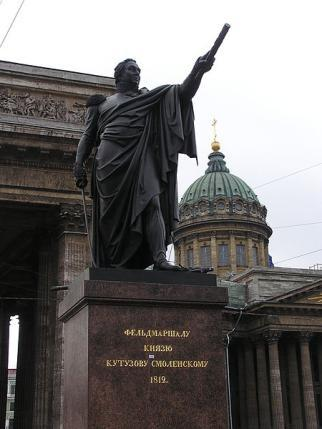 ФЕЛЬДМАРШАЛУ
КНЯЗЮ
КУТУЗОВУ СМОЛЕНСКОМУ
1812.